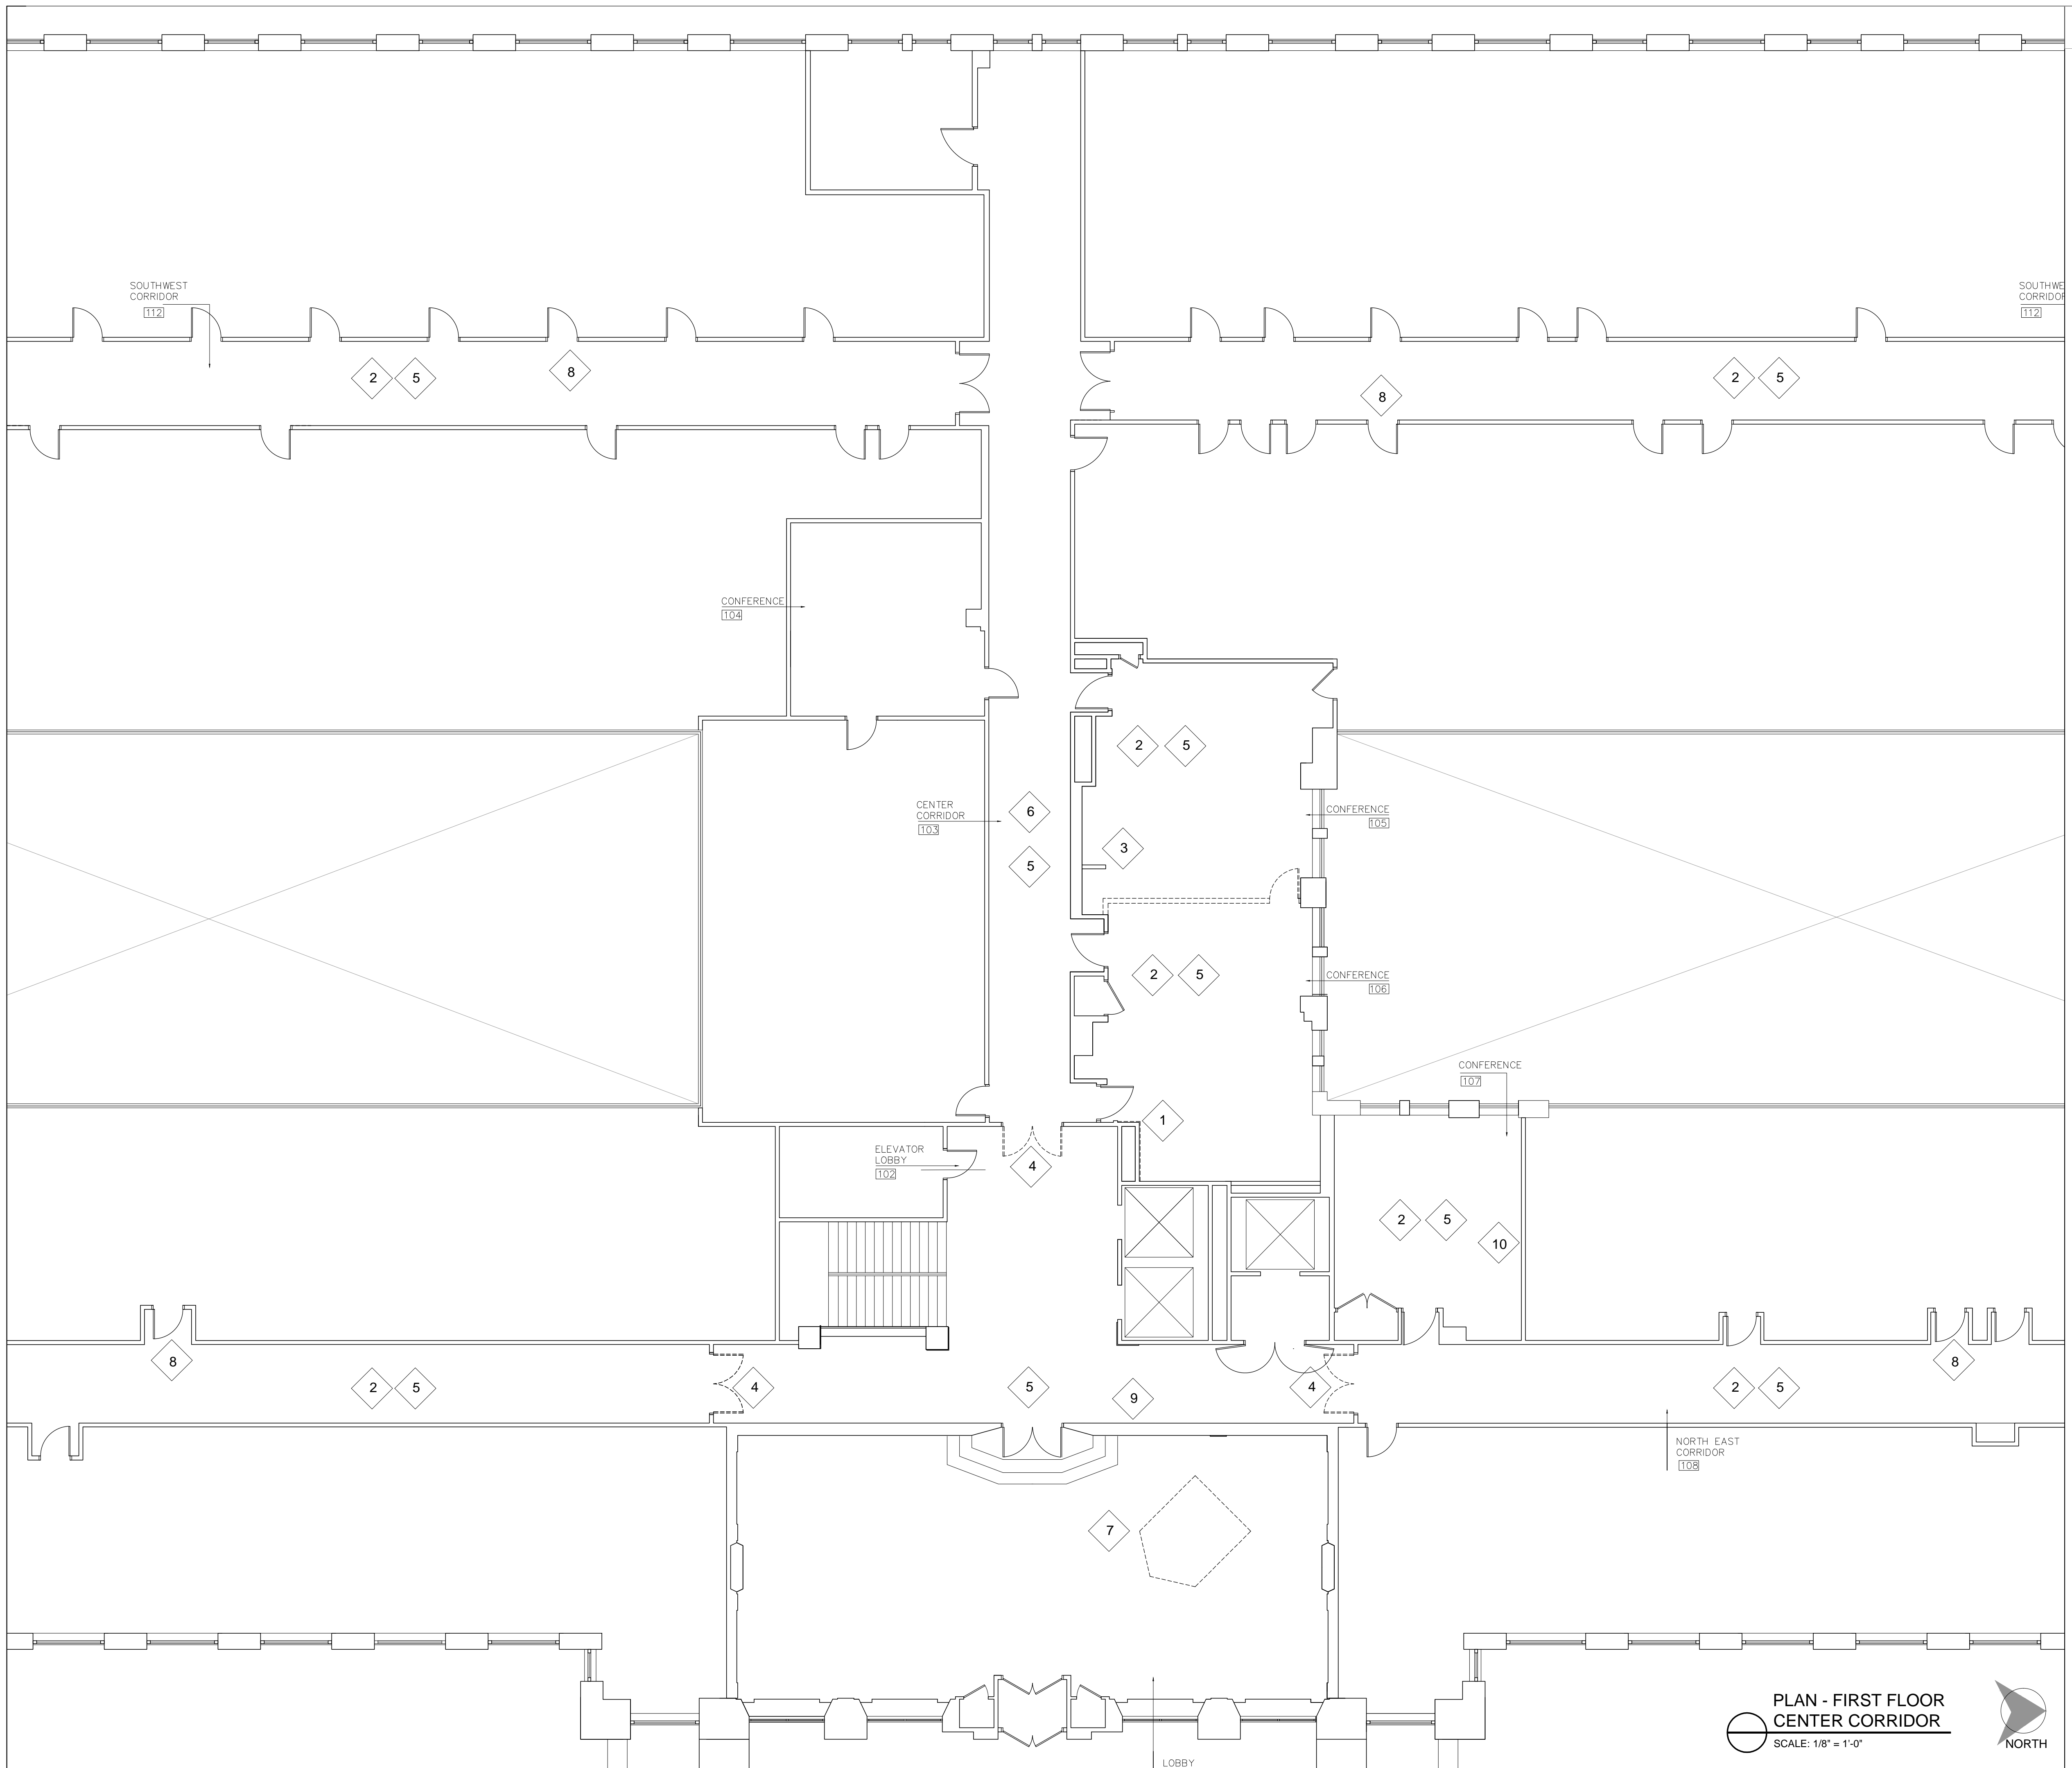 SOUTHWEST
CORRIDOR
112
SOUTHWE
CORRIDOR
112
2
5
8
8
2
5
CONFERENCE
104
2
5
CENTER
CORRIDOR
103
6
CONFERENCE
105
3
5
2
5
CONFERENCE
106
CONFERENCE
107
1
ELEVATOR
LOBBY
102
4
2
5
10
8
2
5
4
5
9
4
2
5
8
NORTH EAST
CORRIDOR
108
7
PLAN - FIRST FLOOR
CENTER CORRIDOR
SCALE: 1/8" = 1'-0"
NORTH
LOBBY